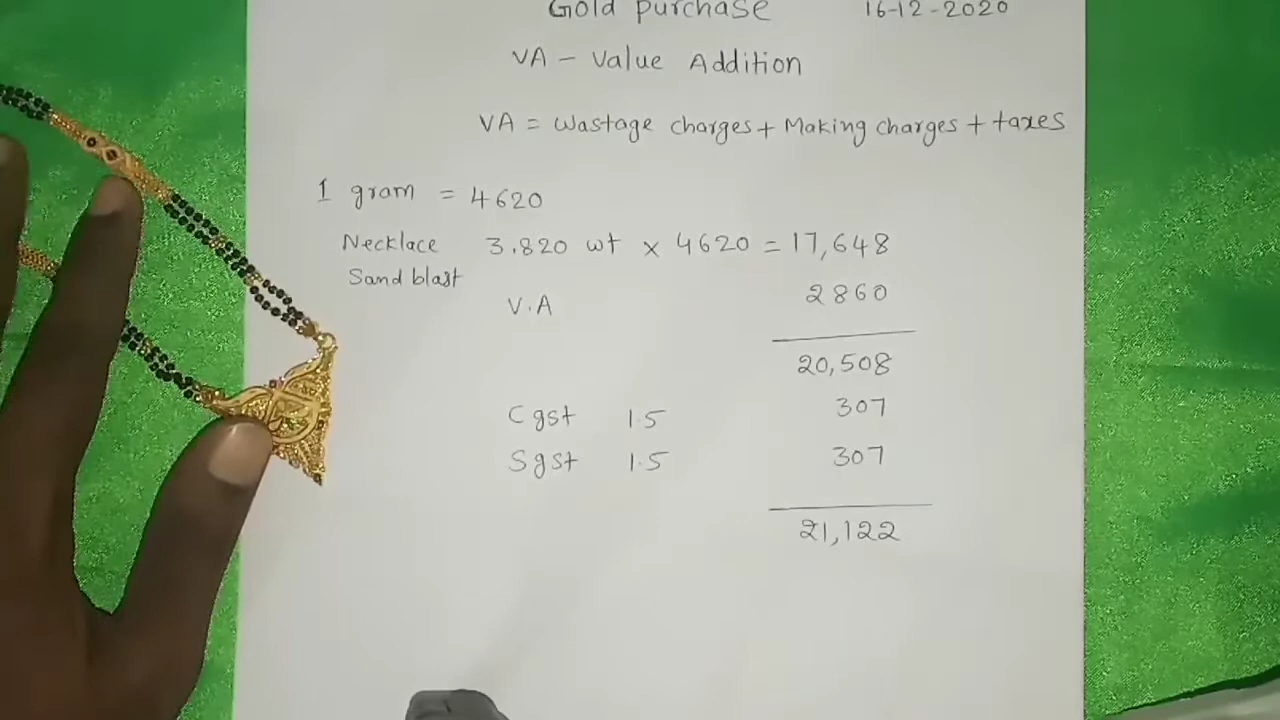 Gold Purchase 16-12-2020
VA - Value Addition
VA = Wastage charges + Making charges + taxes
1 gram = 4620
Necklace 3.820 wt x 4620 = 17,648
Sand blast
V.A 2860
20,508
Cgst 1.5 307
Sgst 1.5 307
21,122